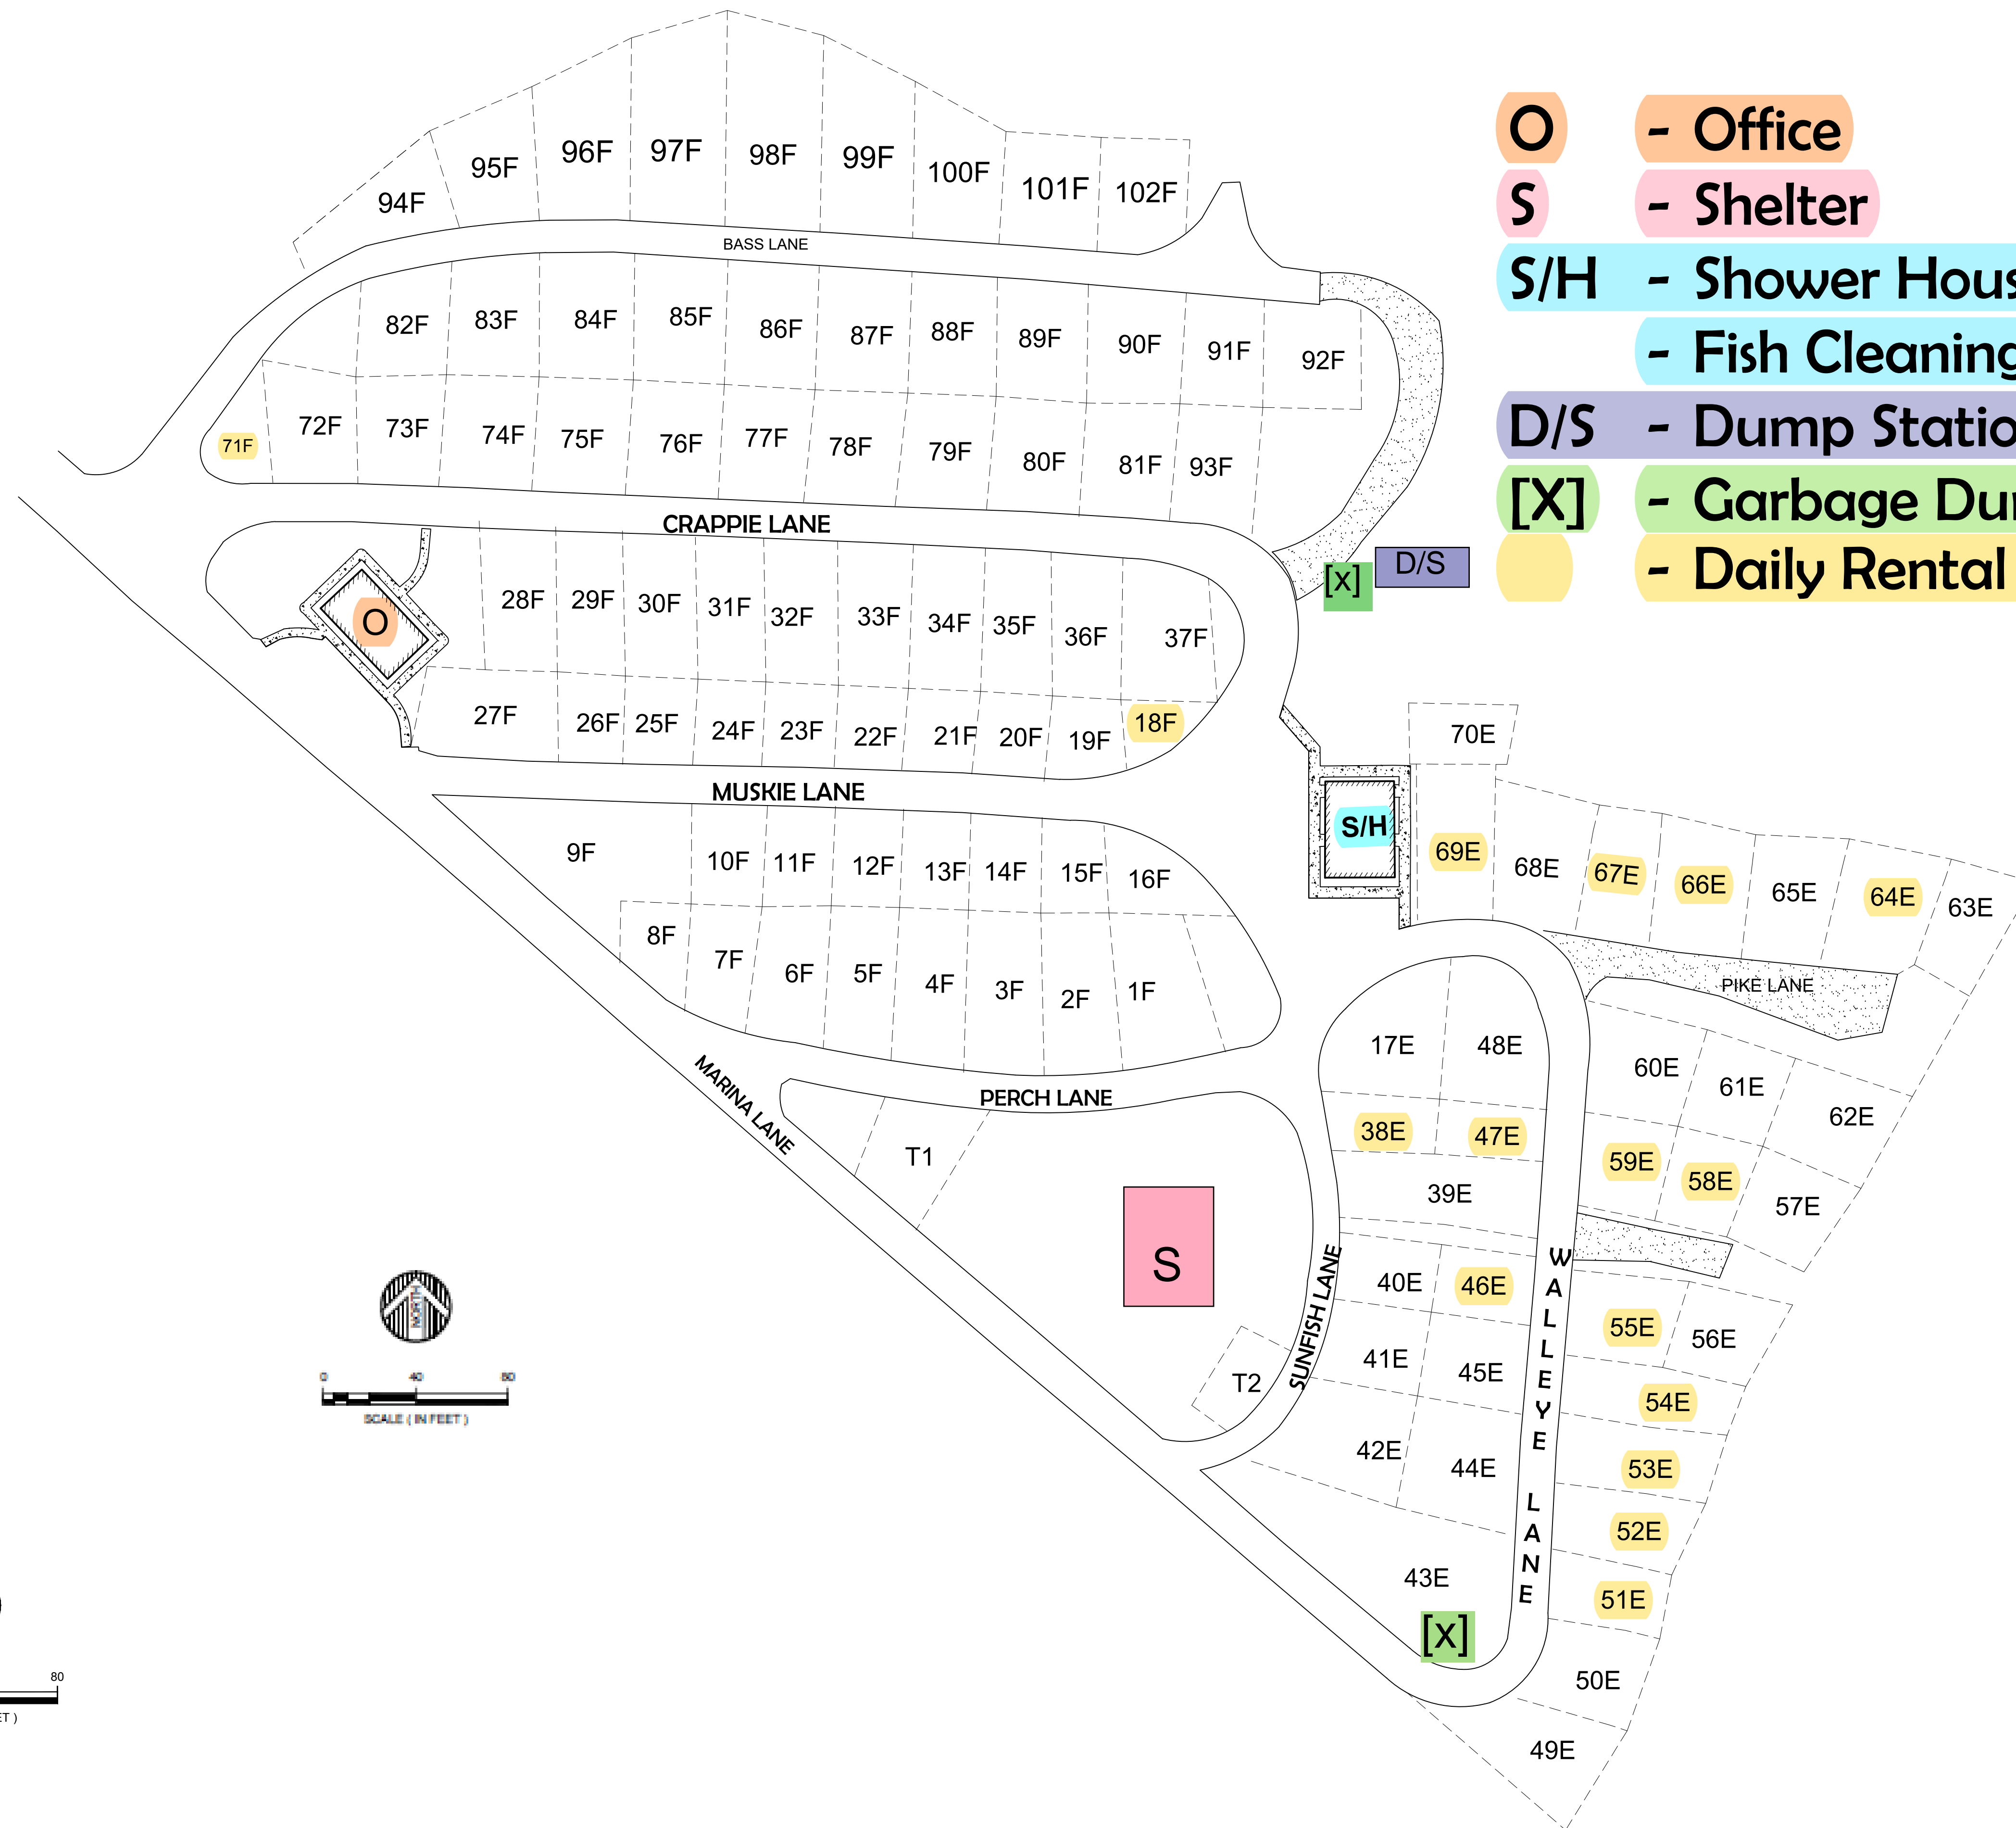 O - Office
S - Shelter
S/H - Shower Hous
- Fish Cleaning
D/S - Dump Statio
[X] - Garbage Du
- Daily Rental
94F 95F 96F 97F 98F 99F 100F 101F 102F
BASS LANE
82F 83F 84F 85F 86F 87F 88F 89F 90F 91F 92F
71F 72F 73F 74F 75F 76F 77F 78F 79F 80F 81F 93F
CRAPPIE LANE
[X] D/S
O
28F 29F 30F 31F 32F 33F 34F 35F 36F 37F
27F 26F 25F 24F 23F 22F 21F 20F 19F 18F
MUSKIE LANE
70E
S/H
69E 68E 67E 66E 65E 64E 63E
PIKE LANE
9F 10F 11F 12F 13F 14F 15F 16F
8F 7F 6F 5F 4F 3F 2F 1F
MARINA LANE
PERCH LANE
17E 48E
60E 61E 62E
38E 47E
59E 58E 57E
39E
T1
S
SUNFISH LANE
WALLEYE LANE
40E 46E
55E 56E
41E 45E
54E
T2
42E 44E
53E
52E
43E
51E
[X]
50E
49E
NORTH
0 40 80
SCALE ( IN FEET )
80
ET )